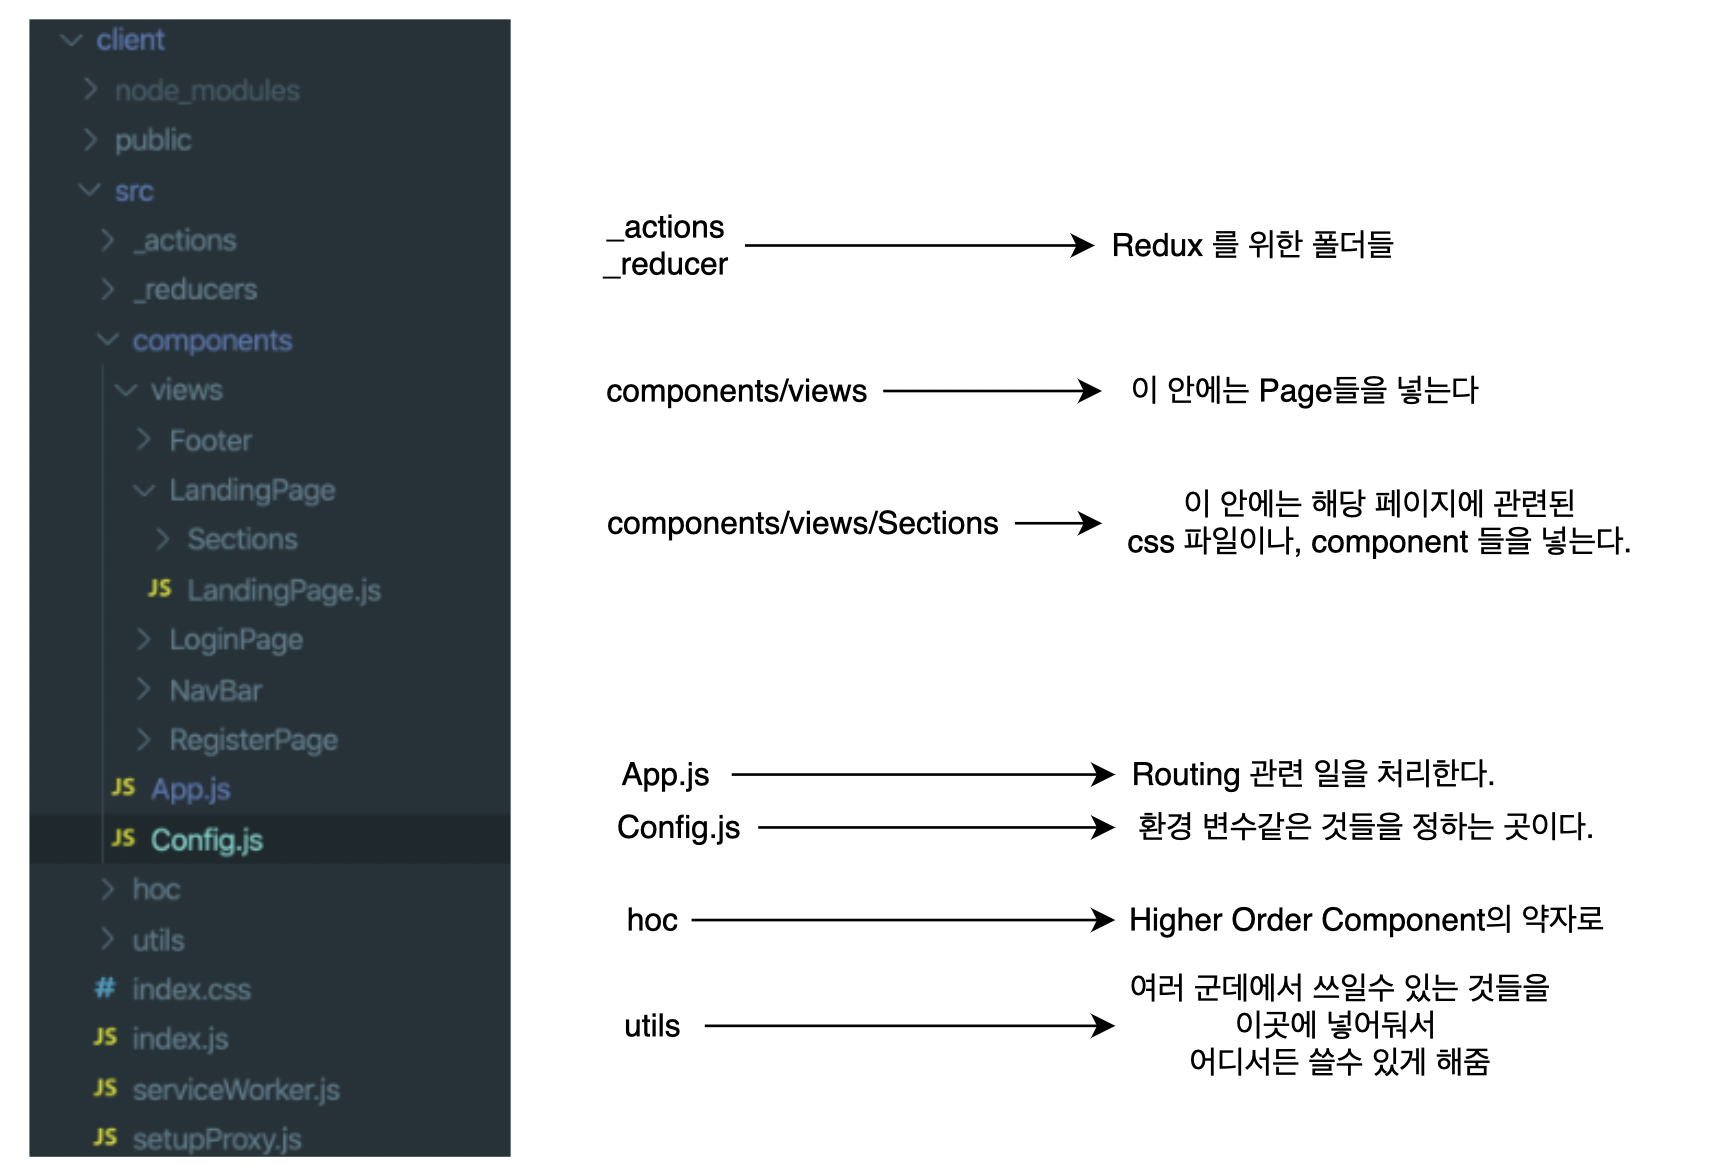 client
node_modules
public
src
_actions
_reducers
components
views
Footer
LandingPage
Sections
JS LandingPage.js
LoginPage
NavBar
RegisterPage
JS App.js
JS Config.js
hoc
utils
# index.css
JS index.js
JS serviceWorker.js
JS setupProxy.js
_actions
_reducer
Redux 를 위한 폴더들
components/views
이 안에는 Page들을 넣는다
components/views/Sections
이 안에는 해당 페이지에 관련된
css 파일이나, component 들을 넣는다.
App.js
Routing 관련 일을 처리한다.
Config.js
환경 변수같은 것들을 정하는 곳이다.
hoc
Higher Order Component의 약자로
utils
여러 군데에서 쓰일수 있는 것들을
이곳에 넣어둬서
어디서든 쓸수 있게 해줌